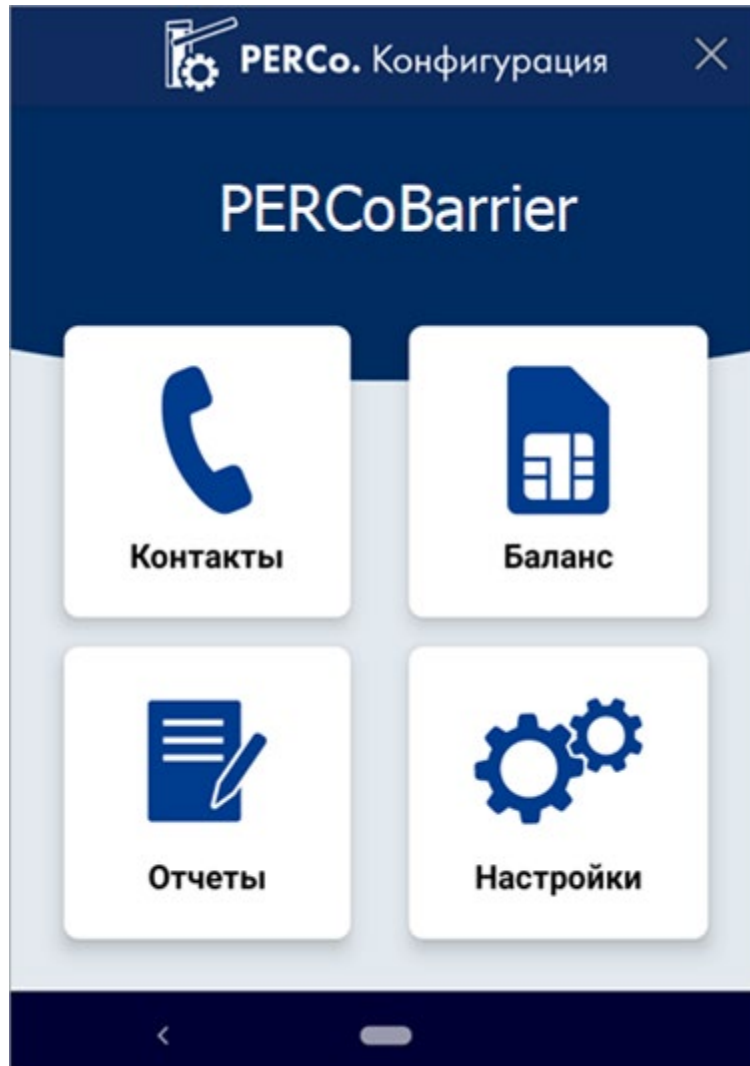 PERCo. Конфигурация
PERCoBarrier
Контакты
Баланс
Отчеты
Настройки